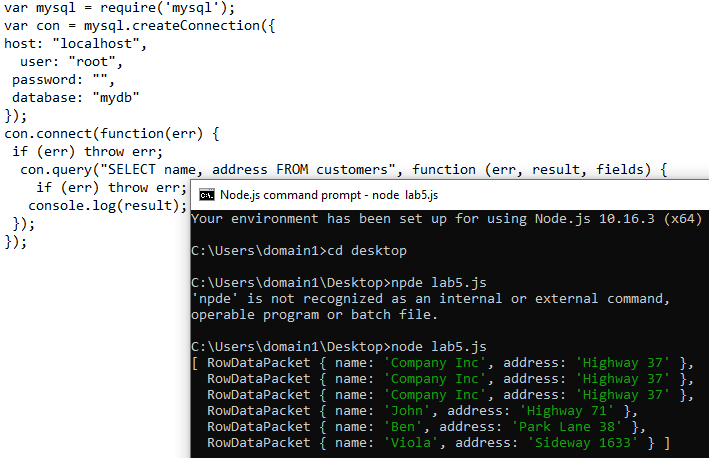 var mysql = require('mysql');
var con = mysql.createConnection({
host: "localhost",
user: "root",
password: "",
database: "mydb"
});
con.connect(function(err) {
if (err) throw err;
con.query("SELECT name, address FROM customers", function (err, result, fields) {
if (err) throw err;
console.log(result);
});
});
Node.js command prompt - node lab5.js
Your environment has been set up for using Node.js 10.16.3 (x64)
C:\Users\domain1>cd desktop
C:\Users\domain1\Desktop>npde lab5.js
'npde' is not recognized as an internal or external command,
operable program or batch file.
C:\Users\domain1\Desktop>node lab5.js
[ RowDataPacket { name: 'Company Inc', address: 'Highway 37' },
RowDataPacket { name: 'Company Inc', address: 'Highway 37' },
RowDataPacket { name: 'Company Inc', address: 'Highway 37' },
RowDataPacket { name: 'John', address: 'Highway 71' },
RowDataPacket { name: 'Ben', address: 'Park Lane 38' },
RowDataPacket { name: 'Viola', address: 'Sideway 1633' } ]